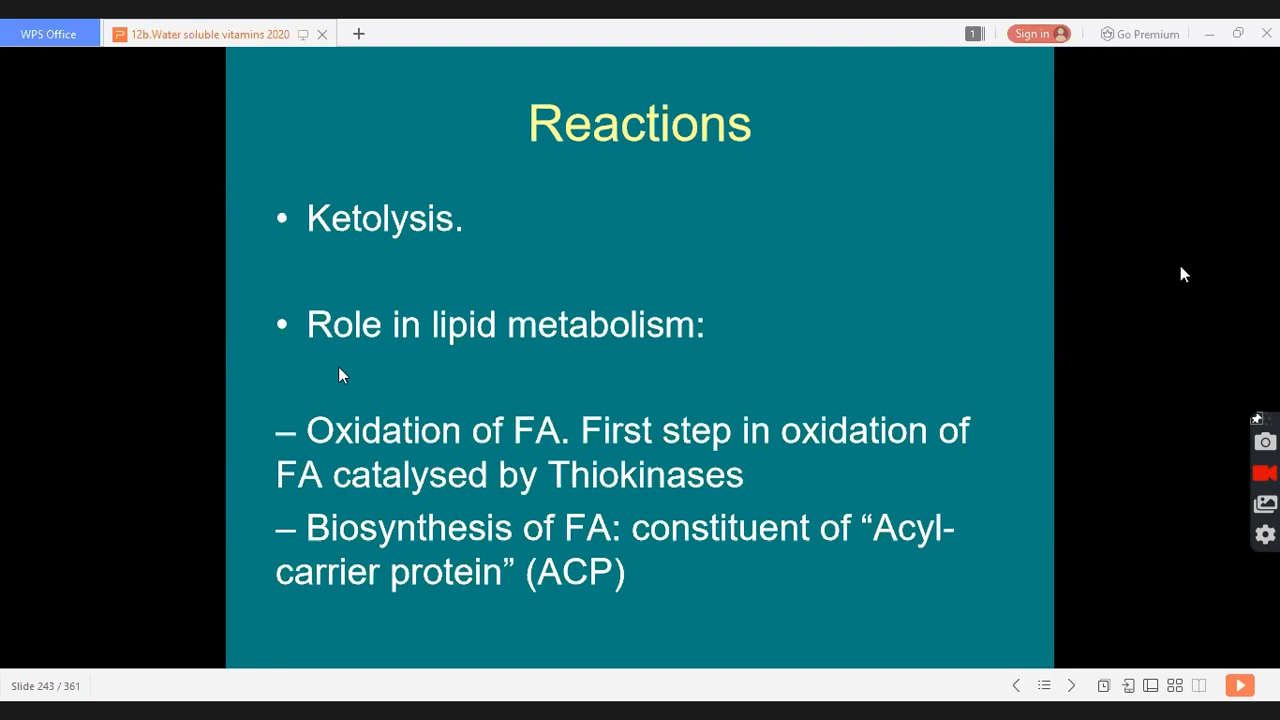 WPS Office
12b.Water soluble vitamins 2020
1
Sign in
Go Premium
Reactions
• Ketolysis.
• Role in lipid metabolism:
– Oxidation of FA. First step in oxidation of
FA catalysed by Thiokinases
– Biosynthesis of FA: constituent of “Acyl-
carrier protein” (ACP)
Slide 243 / 361